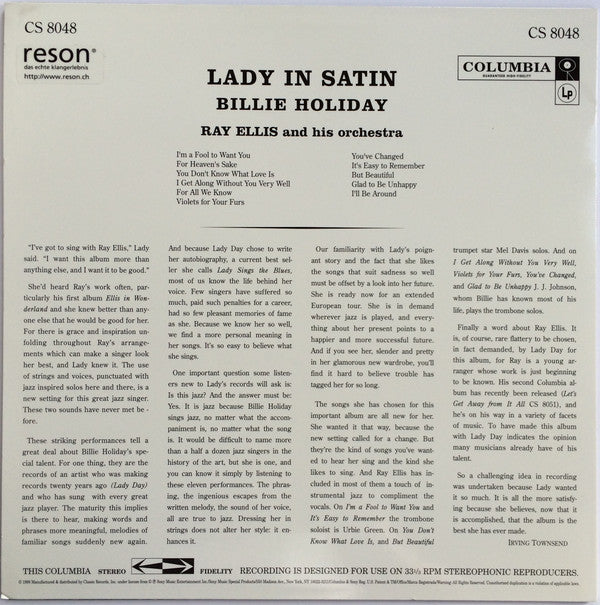 CS 8048
CS 8048
reson
das echte klangerlebnis
http://www.reson.ch
COLUMBIA
GUARANTEED HIGH-FIDELITY
Lp
LADY IN SATIN
BILLIE HOLIDAY
RAY ELLIS and his orchestra
I'm a Fool to Want You
For Heaven's Sake
You Don't Know What Love Is
I Get Along Without You Very Well
For All We Know
Violets for Your Furs
You've Changed
It's Easy to Remember
But Beautiful
Glad to Be Unhappy
I'll Be Around
"I've got to sing with Ray Ellis," Lady
said. "I want this album more than
anything else, and I want it to be good."
She'd heard Ray's work often, par-
ticularly his first album Ellis in Won-
derland and she knew better than any-
one else that he would be good for her.
For there is grace and inspiration un-
folding throughout Ray's arrange-
ments which can make a singer look
her best, and Lady knew it. The use
of strings and voices, punctuated with
jazz inspired solos here and there, is a
new setting for this great jazz singer.
These two sounds have never met be -
fore.
These striking performances tell a
great deal about Billie Holiday's spe-
cial talent. For one thing, they are the
records of an artist who was making
records twenty years ago (Lady Day)
and who has sung with every great
jazz player. The maturity this implies
is there to hear, making words and
phrases more meaningful, melodies of
familiar songs suddenly new again.
And because Lady Day chose to write
her autobiography, a current best sel-
ler she calls Lady Sings the Blues,
most of us know the life behind her
voice. Few singers have suffered so
much, paid such penalties for a career,
had so few pleasant memories of fame
as she. Because we know her so well,
we find a more personal meaning in
her songs. It's so easy to believe what
she sings.
One important question some listen-
ers new to Lady's records will ask is:
Is this jazz? And the answer must be:
Yes. It is jazz because Billie Holiday
sings jazz, no matter what the accom-
paniment is, no matter what the song
is. It would be difficult to name more
than a half a dozen jazz singers in the
history of the art, but she is one, and
you can know it simply by listening to
these eleven performances. The phras-
ing, the ingenious escapes from the
written melody, the sound of her voice,
all are true to jazz. Dressing her in
strings does not alter her style: it en-
hances it.
Our familiarity with Lady's poign-
ant story and the fact that she likes
the songs that suit sadness so well
must be offset by a look into her future.
She is ready now for an extended
European tour. She is in demand
wherever jazz is played, and every-
thing about her present points to a
happier and more successful future.
And if you see her, slender and pretty
in her glamorous new wardrobe, you'll
find it hard to believe trouble has
tagged her for so long.
The songs she has chosen for this
important album are all new for her.
She wanted it that way, because the
new setting called for a change. But
they're the kind of songs you've want-
ed to hear her sing and the kind she
likes to sing. And Ray Ellis has in-
cluded in most of them a touch of in-
strumental jazz to compliment the
vocals. On I'm a Fool to Want You and
It's Easy to Remember the trombone
soloist is Urbie Green. On You Don't
Know What Love Is, and But Beautiful
trumpet star Mel Davis solos. And on
I Get Along Without You Very Well,
Violets for Your Furs, You've Changed,
and Glad to Be Unhappy J. J. Johnson,
whom Billie has known most of his
life, plays the trombone solos.
Finally a word about Ray Ellis. It
is, of course, rare flattery to be chosen,
in fact demanded, by Lady Day for
this album, for Ray is a young ar-
ranger whose work is just beginning
to be known. His second Columbia al-
bum has recently been released (Let's
Get Away from It All CS 8051), and
he's on his way in a variety of facets
of music. To have made this album
with Lady Day indicates the opinion
many musicians already have of his
talent.
So a challenging idea in recording
was undertaken because Lady wanted
it so much. It is all the more satisfy-
ing because she believes, now that it
is accomplished, that the album is the
best she has ever made.
IRVING TOWNSEND
THIS COLUMBIA STEREO FIDELITY RECORDING IS DESIGNED FOR USE ON 33⅓ RPM STEREOPHONIC REPRODUCERS.